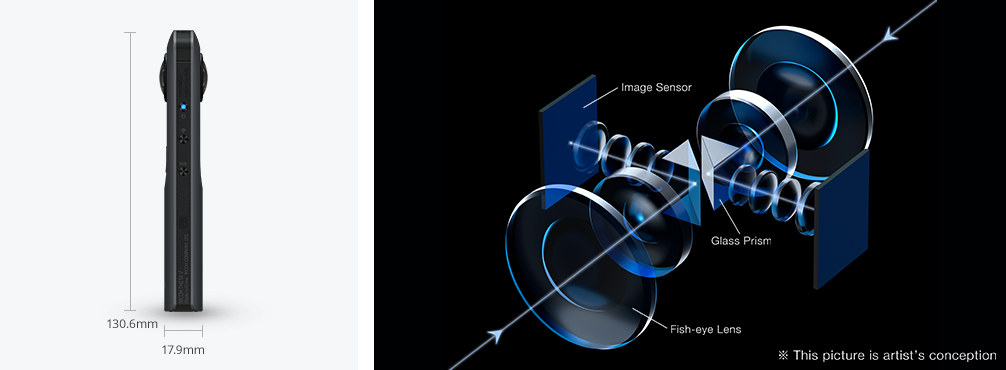 130.6mm
17.9mm
Image Sensor
Glass Prism
Fish-eye Lens
※ This picture is artist's conception